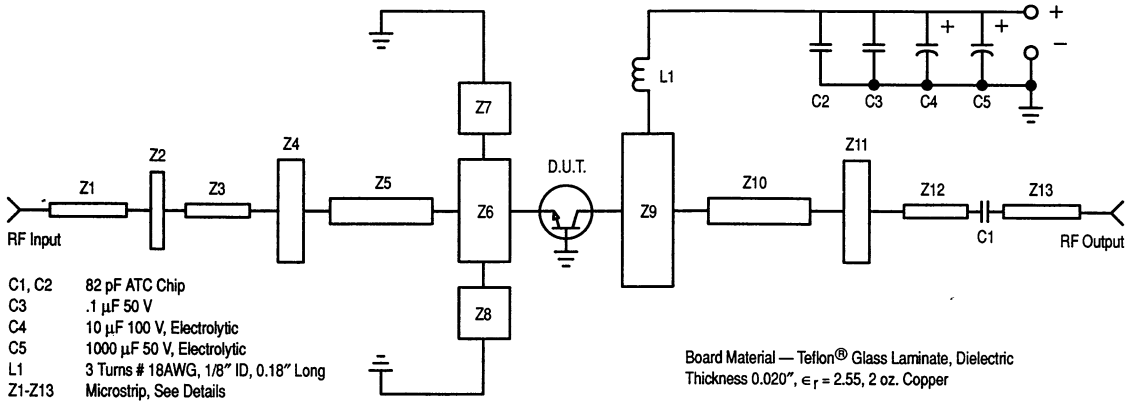 +
+ +
−
L1
C2 C3 C4 C5
Z7
Z2 Z4 Z11
D.U.T.
Z1 Z3 Z5 Z6 Z9 Z10 Z12 Z13
C1
RF Input
RF Output
Z8
C1, C2 82 pF ATC Chip
C3 .1 μF 50 V
C4 10 μF 100 V, Electrolytic
C5 1000 μF 50 V, Electrolytic
L1 3 Turns # 18AWG, 1/8″ ID, 0.18″ Long
Z1-Z13 Microstrip, See Details
Board Material — Teflon® Glass Laminate, Dielectric
Thickness 0.020″, ϵr = 2.55, 2 oz. Copper